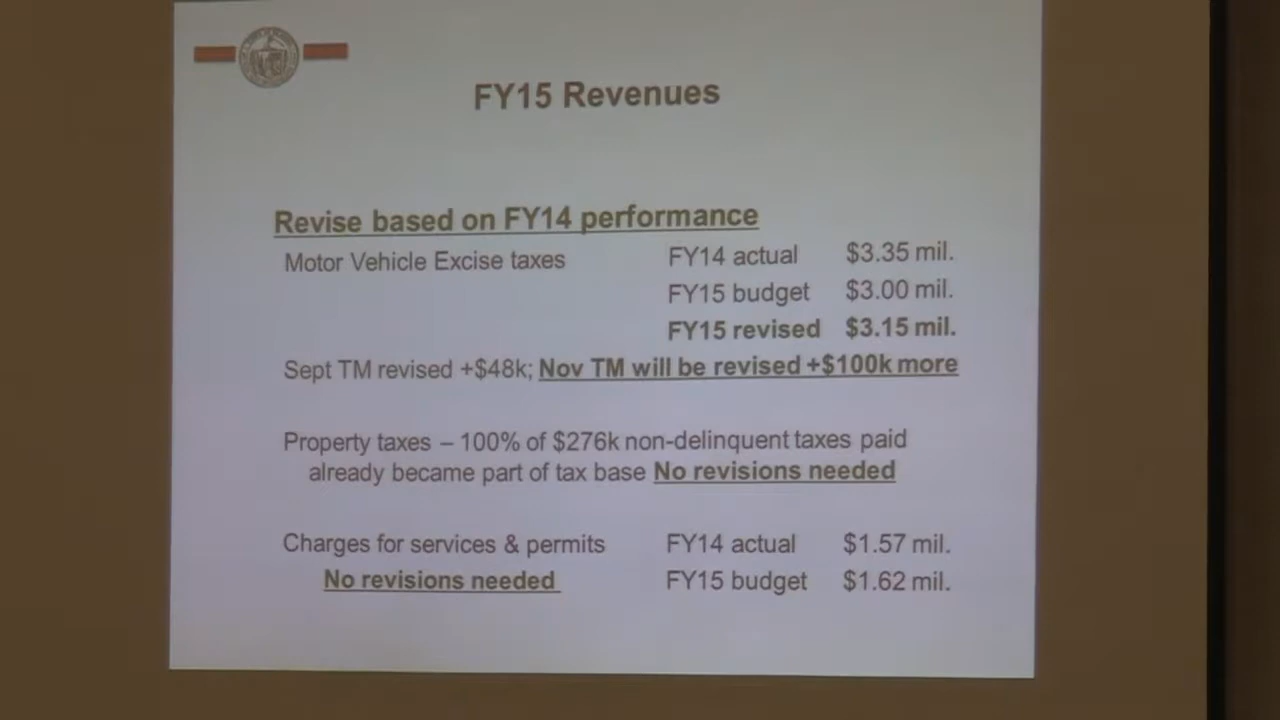 FY15 Revenues
Revise based on FY14 performance
Motor Vehicle Excise taxes FY14 actual $3.35 mil.
FY15 budget $3.00 mil.
FY15 revised $3.15 mil.
Sept TM revised +$48k; Nov TM will be revised +$100k more
Property taxes – 100% of $276k non-delinquent taxes paid
already became part of tax base No revisions needed
Charges for services & permits FY14 actual $1.57 mil.
No revisions needed FY15 budget $1.62 mil.